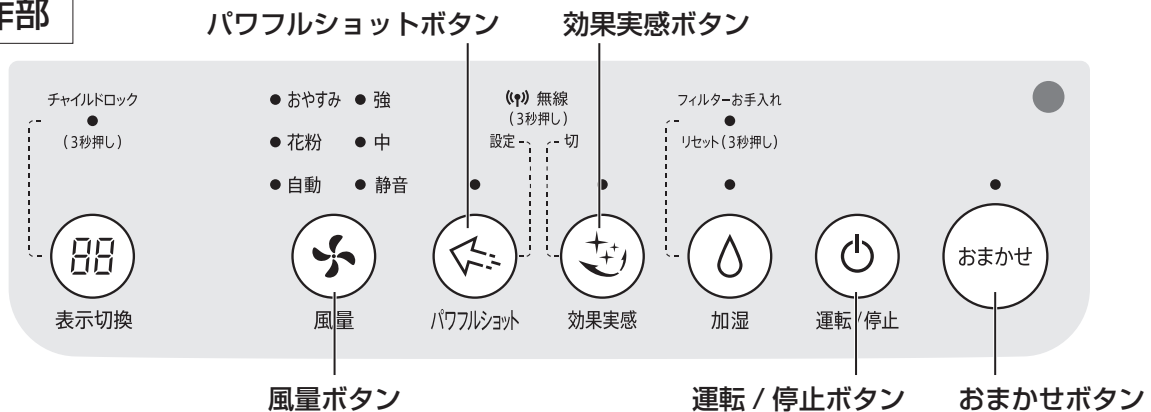 作部
パワフルショットボタン 効果実感ボタン
チャイルドロック
(3秒押し)
おやすみ 強
花粉 中
自動 静音
無線
(3秒押し)
設定 切
フィルターお手入れ
リセット(3秒押し)
88
おまかせ
表示切換 風量 パワフルショット 効果実感 加湿 運転/停止
風量ボタン 運転 / 停止ボタン おまかせボタン